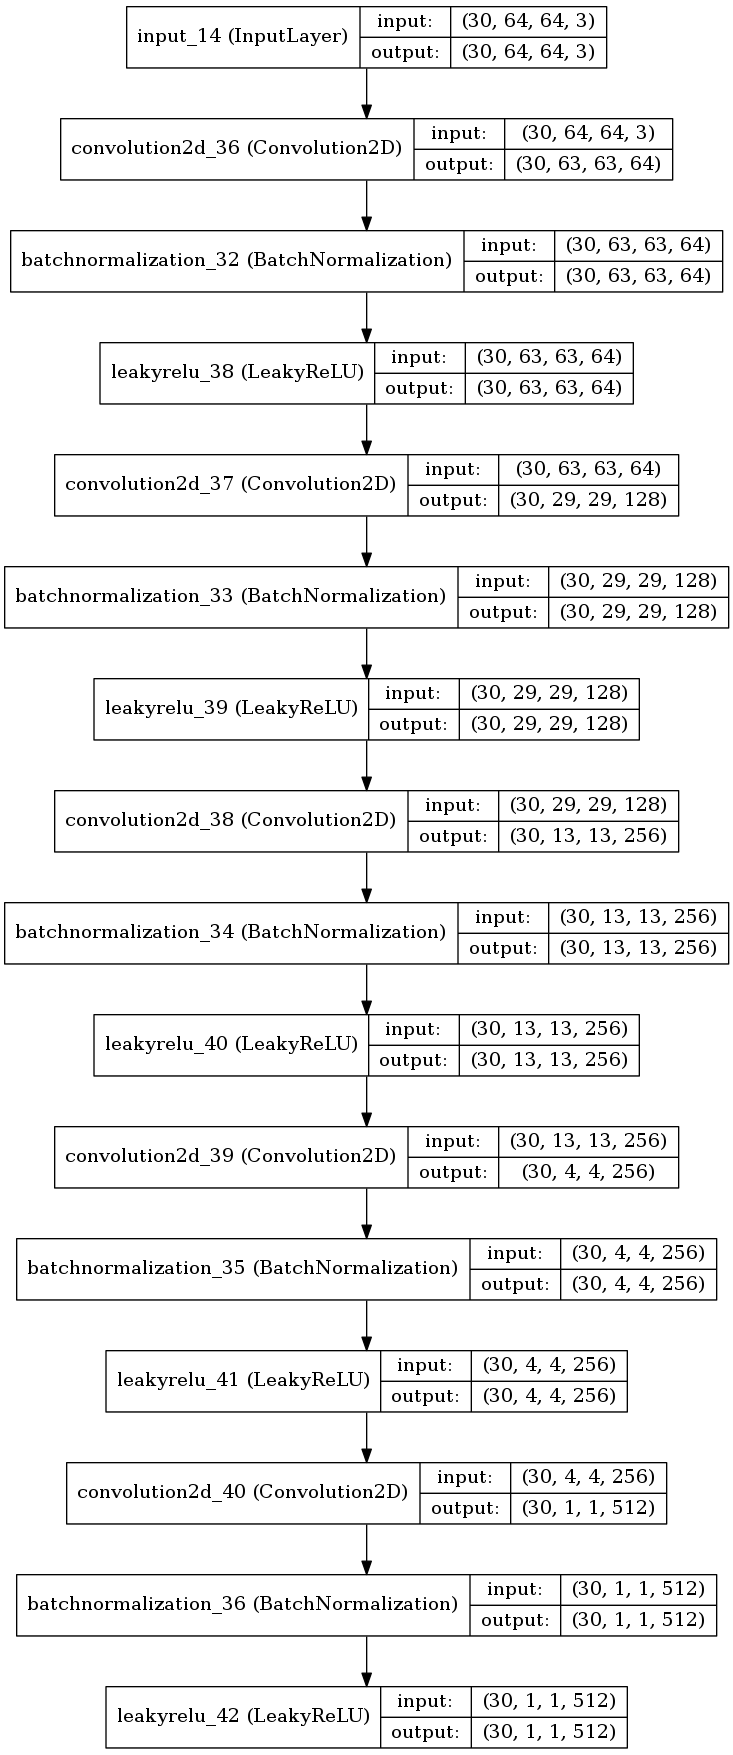 input_14 (InputLayer)
input: (30, 64, 64, 3)
output: (30, 64, 64, 3)
convolution2d_36 (Convolution2D)
input: (30, 64, 64, 3)
output: (30, 63, 63, 64)
batchnormalization_32 (BatchNormalization)
input: (30, 63, 63, 64)
output: (30, 63, 63, 64)
leakyrelu_38 (LeakyReLU)
input: (30, 63, 63, 64)
output: (30, 63, 63, 64)
convolution2d_37 (Convolution2D)
input: (30, 63, 63, 64)
output: (30, 29, 29, 128)
batchnormalization_33 (BatchNormalization)
input: (30, 29, 29, 128)
output: (30, 29, 29, 128)
leakyrelu_39 (LeakyReLU)
input: (30, 29, 29, 128)
output: (30, 29, 29, 128)
convolution2d_38 (Convolution2D)
input: (30, 29, 29, 128)
output: (30, 13, 13, 256)
batchnormalization_34 (BatchNormalization)
input: (30, 13, 13, 256)
output: (30, 13, 13, 256)
leakyrelu_40 (LeakyReLU)
input: (30, 13, 13, 256)
output: (30, 13, 13, 256)
convolution2d_39 (Convolution2D)
input: (30, 13, 13, 256)
output: (30, 4, 4, 256)
batchnormalization_35 (BatchNormalization)
input: (30, 4, 4, 256)
output: (30, 4, 4, 256)
leakyrelu_41 (LeakyReLU)
input: (30, 4, 4, 256)
output: (30, 4, 4, 256)
convolution2d_40 (Convolution2D)
input: (30, 4, 4, 256)
output: (30, 1, 1, 512)
batchnormalization_36 (BatchNormalization)
input: (30, 1, 1, 512)
output: (30, 1, 1, 512)
leakyrelu_42 (LeakyReLU)
input: (30, 1, 1, 512)
output: (30, 1, 1, 512)